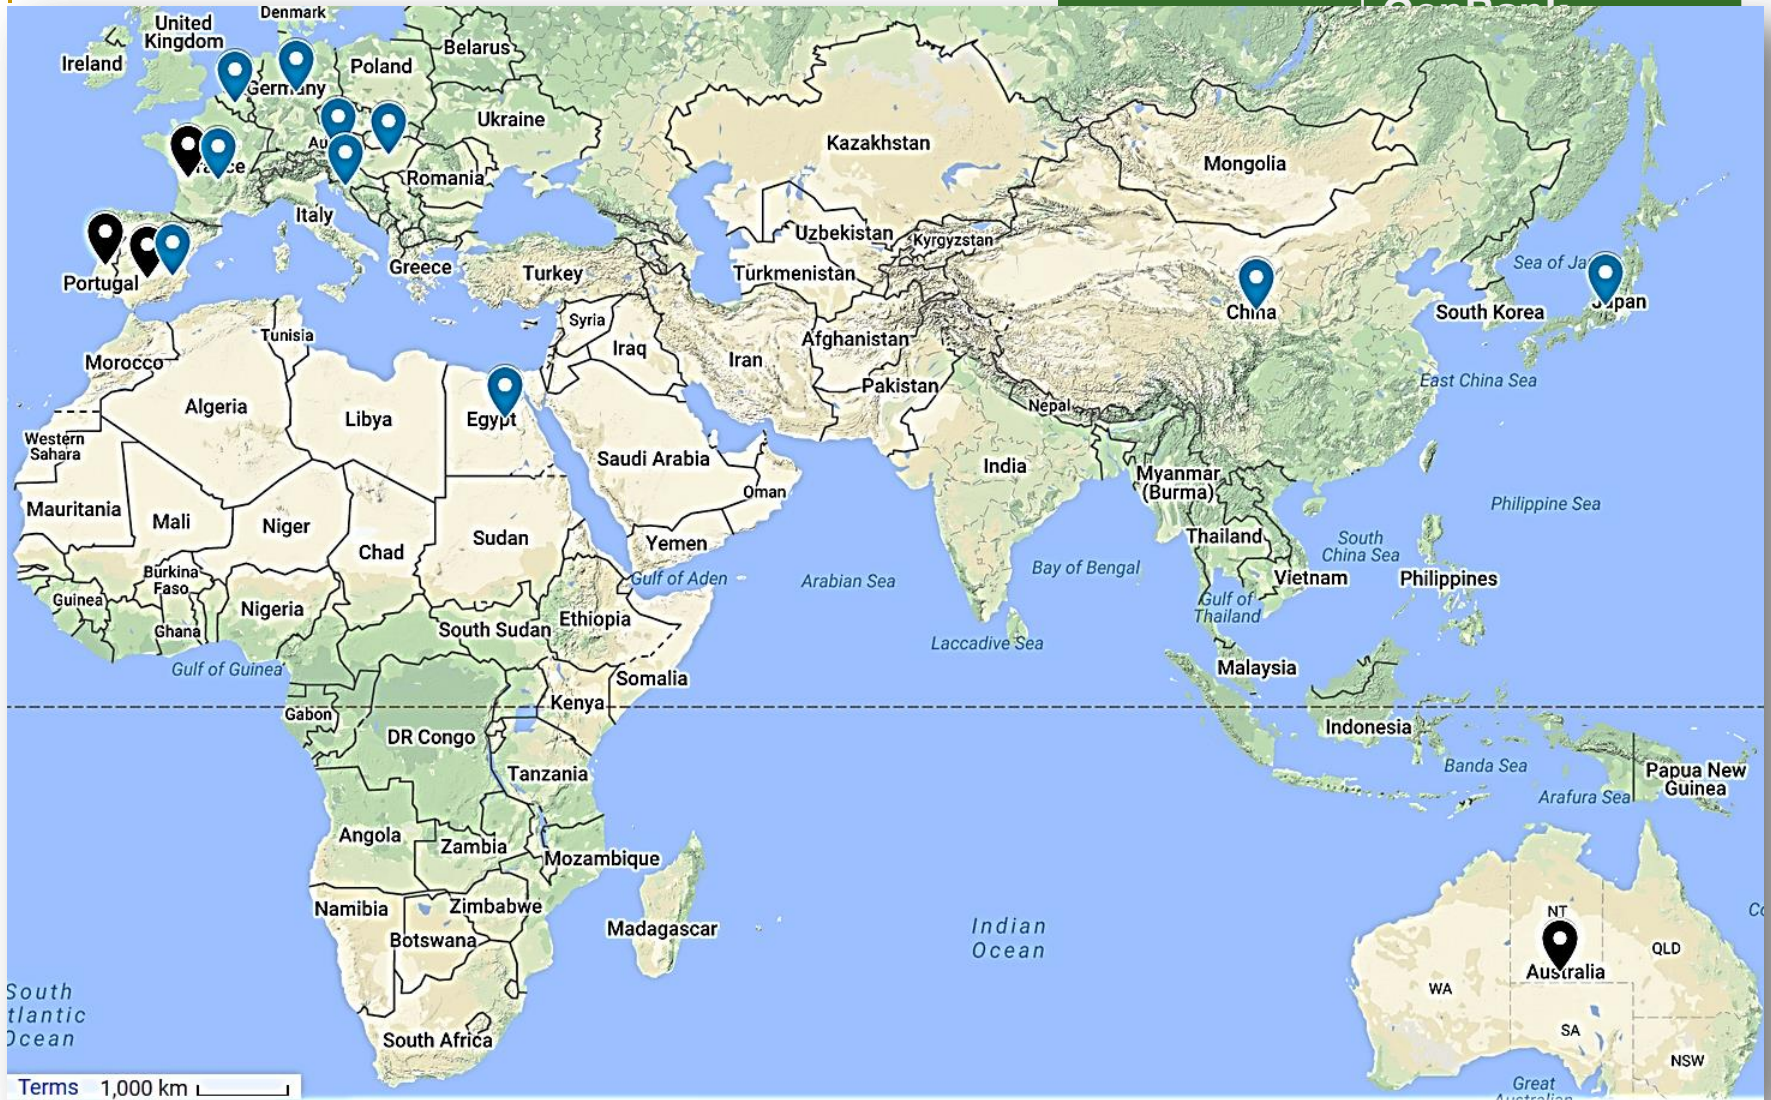 GenBank
Denmark
United
Kingdom
Ireland
Belarus
Poland
Germany
Ukraine
Au
France
Romania
Kazakhstan
Mongolia
Italy
Uzbekistan
Kyrgyzstan
Greece
Turkey
Turkmenistan
Portugal
Sea of Ja
Japan
China
South Korea
Syria
Tunisia
Iraq
Afghanistan
Iran
Morocco
Pakistan
East China Sea
Nepal
Algeria
Libya
Egypt
Western
Sahara
Saudi Arabia
India
Myanmar
(Burma)
Oman
Mauritania
Mali
Niger
Philippine Sea
Sudan
Chad
Yemen
Thailand
South
China Sea
Burkina
Faso
Gulf of Aden
Arabian Sea
Bay of Bengal
Vietnam
Philippines
Guinea
Nigeria
Gulf of
Thailand
Ghana
South Sudan
Ethiopia
Laccadive Sea
Gulf of Guinea
Malaysia
Somalia
Kenya
Gabon
DR Congo
Indonesia
Banda Sea
Papua New
Guinea
Tanzania
Arafura Sea
Angola
Zambia
Mozambique
Namibia
Zimbabwe
Madagascar
Botswana
Indian
Ocean
NT
QLD
Australia
WA
South
tlantic
Ocean
SA
South Africa
NSW
Great
Australian
Terms 1,000 km